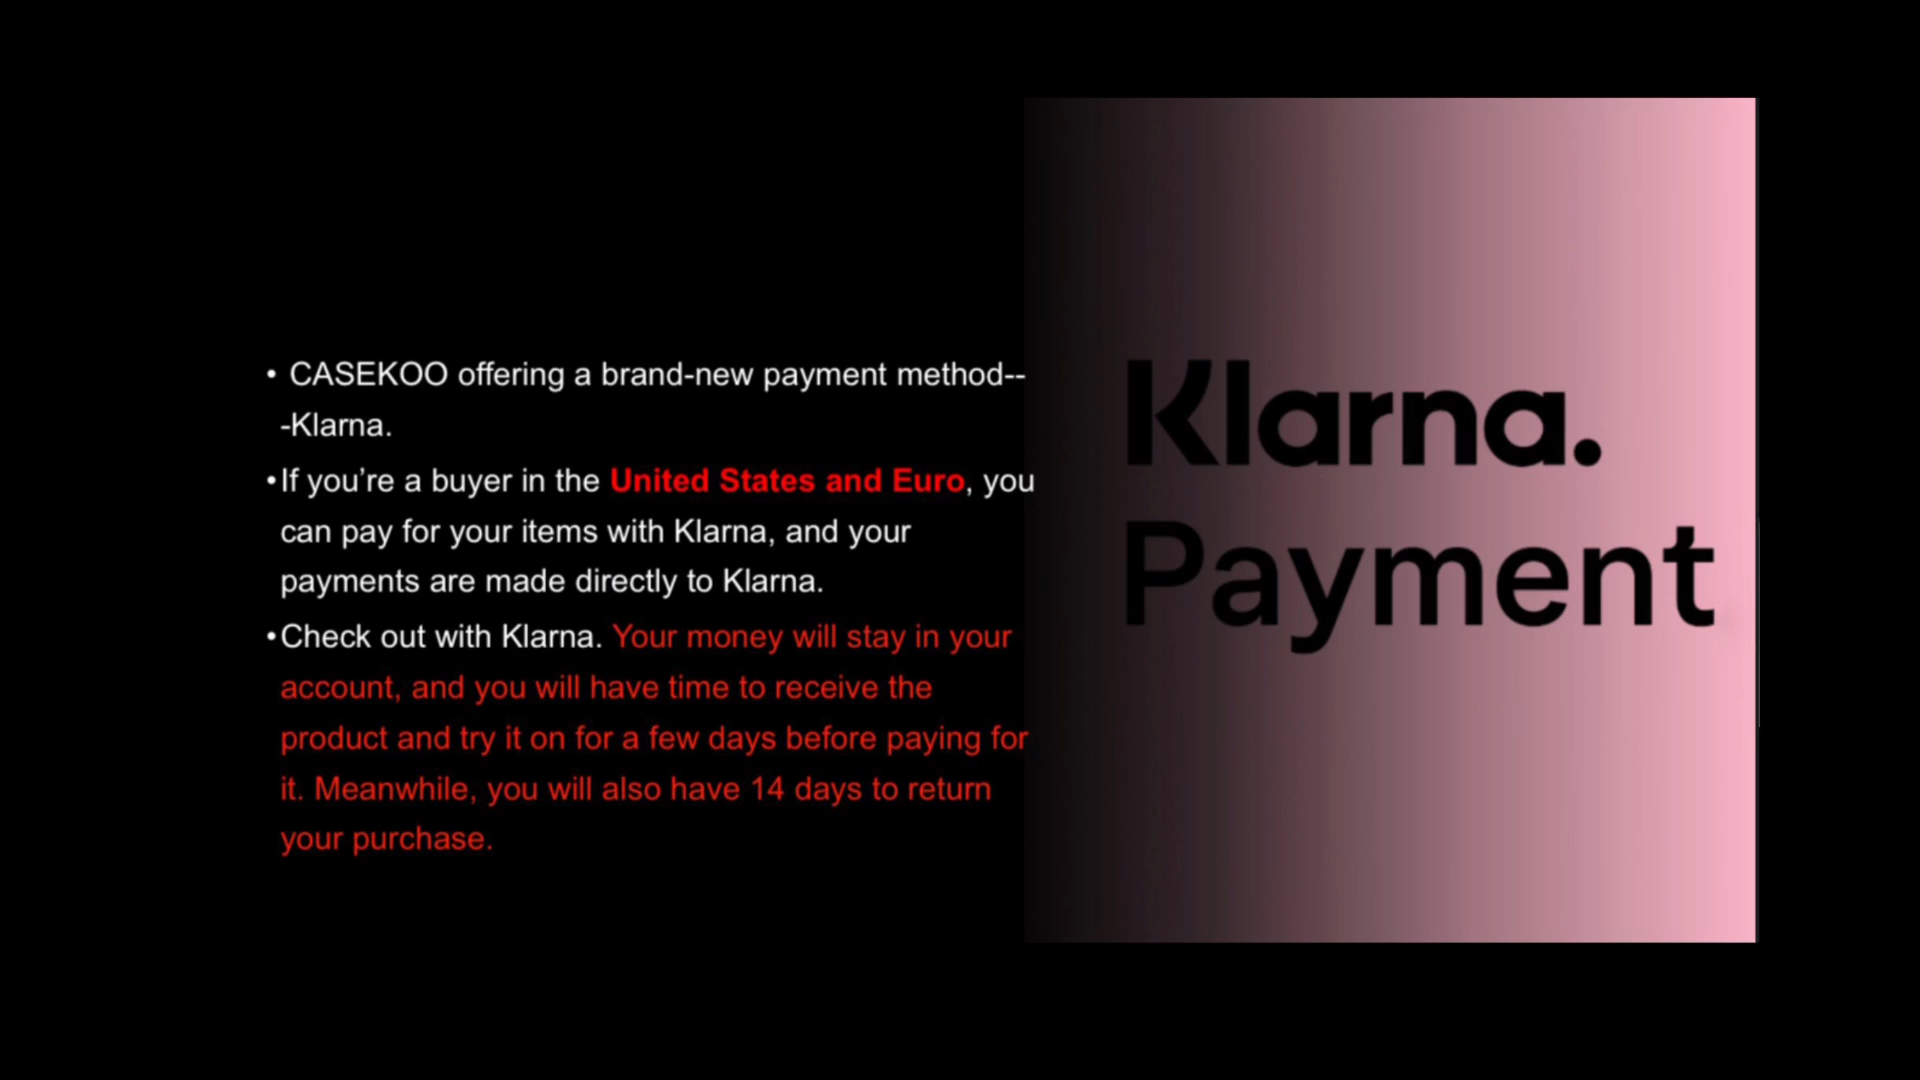 • CASEKOO offering a brand-new payment method--
-Klarna.
•If you’re a buyer in the United States and Euro, you
can pay for your items with Klarna, and your
payments are made directly to Klarna.
•Check out with Klarna. Your money will stay in your
account, and you will have time to receive the
product and try it on for a few days before paying for
it. Meanwhile, you will also have 14 days to return
your purchase.
Klarna.
Payment